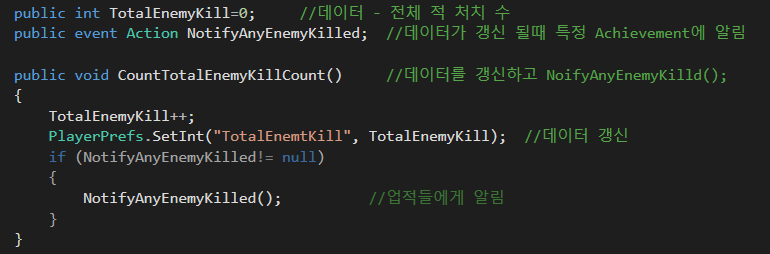 public int TotalEnemyKill=0;    //데이터 - 전체 적 처치 수
public event Action NotifyAnyEnemyKilled;  //데이터가 갱신 될때 특정 Achievement에 알림
public void CountTotalEnemyKillCount()    //데이터를 갱신하고 NoifyAnyEnemyKilld();
{
    TotalEnemyKill++;
    PlayerPrefs.SetInt("TotalEnemtKill", TotalEnemyKill);  //데이터 갱신
    if (NotifyAnyEnemyKilled!= null)
    {
        NotifyAnyEnemyKilled();         //업적들에게 알림
    }
}